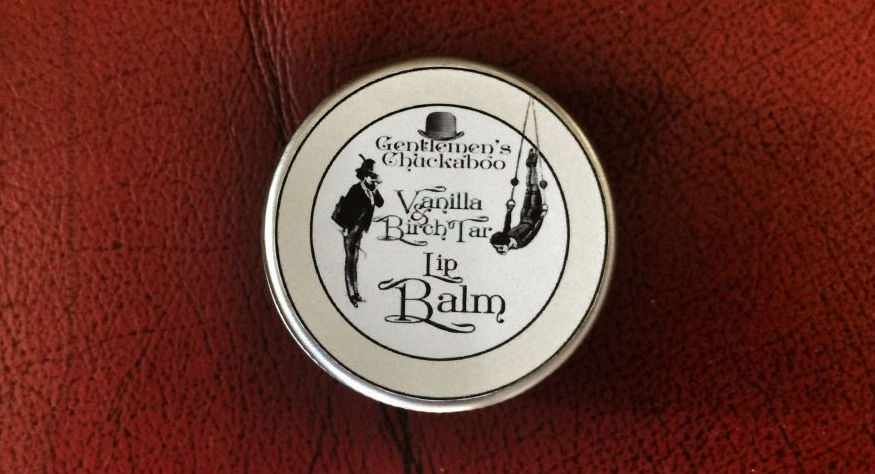 Gentlemen's
Chuckaboo
Vanilla
&
Birch Tar
Lip
Balm